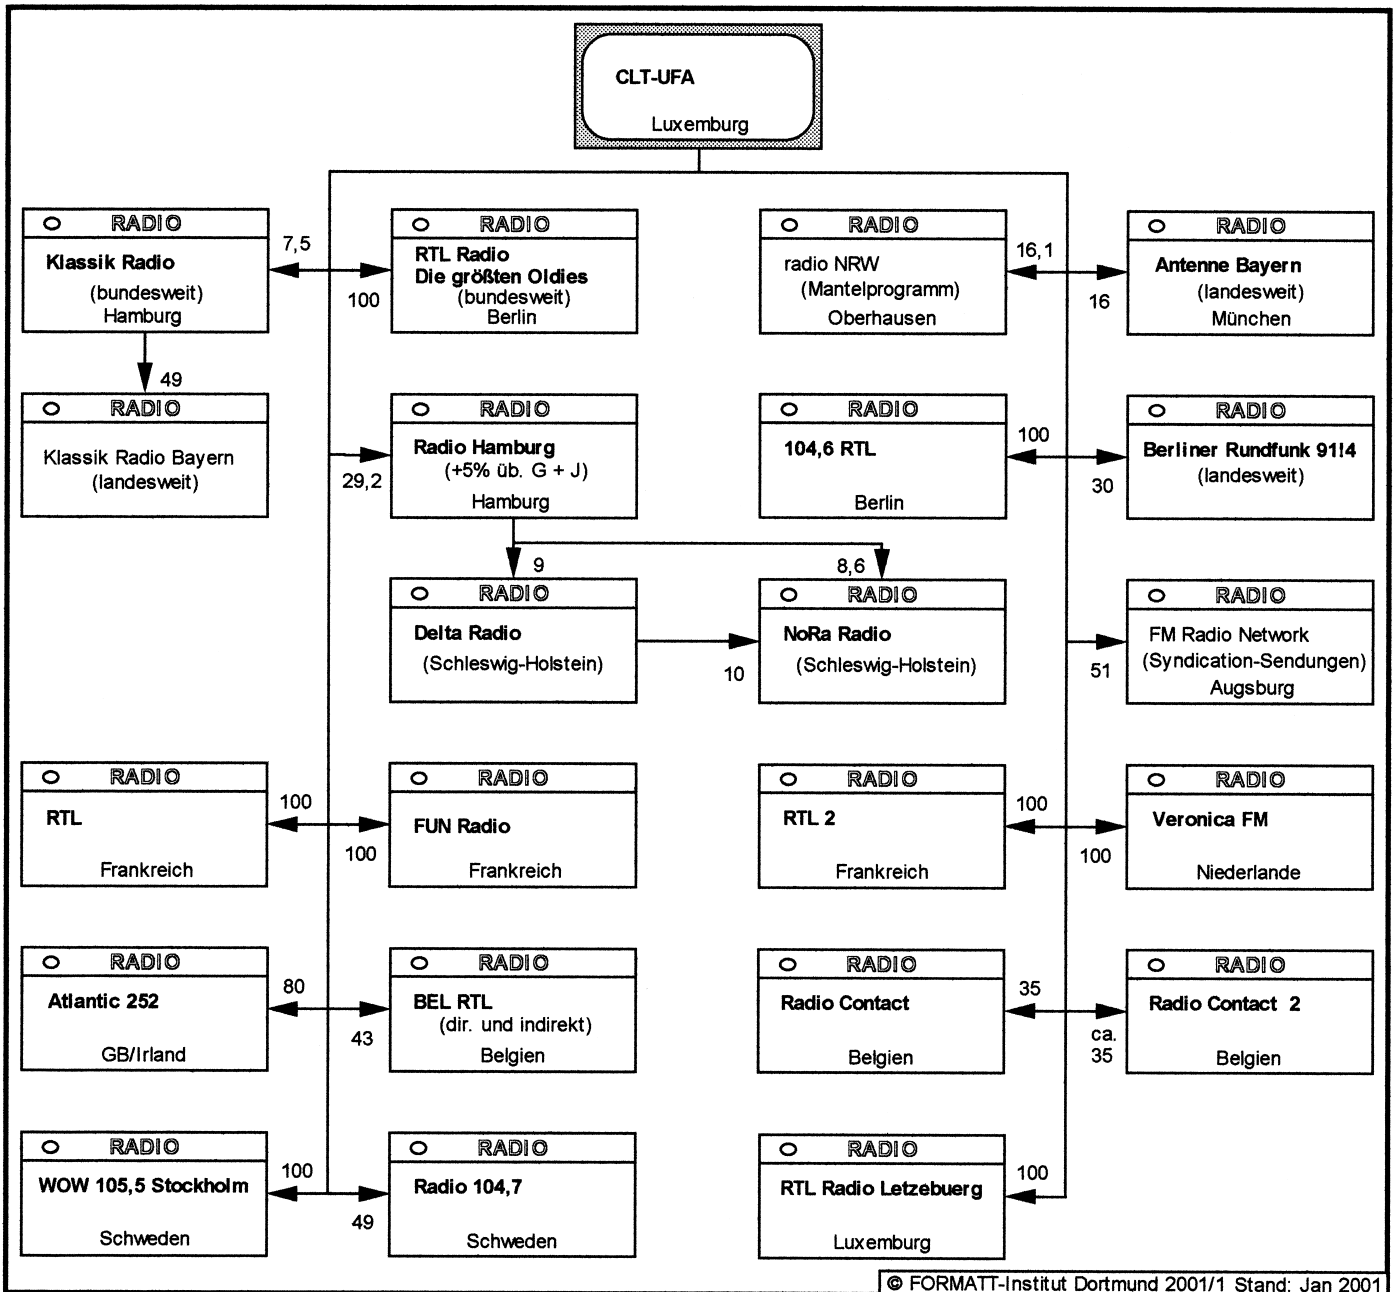 CLT-UFA
Luxemburg
RADIO
Klassik Radio
(bundesweit)
Hamburg
7,5
100
RADIO
RTL Radio
Die größten Oldies
(bundesweit)
Berlin
RADIO
radio NRW
(Mantelprogramm)
Oberhausen
16,1
16
RADIO
Antenne Bayern
(landesweit)
München
49
RADIO
Klassik Radio Bayern
(landesweit)
29,2
RADIO
Radio Hamburg
(+5% üb. G + J)
Hamburg
RADIO
104,6 RTL
Berlin
100
30
RADIO
Berliner Rundfunk 91!4
(landesweit)
9
8,6
RADIO
Delta Radio
(Schleswig-Holstein)
10
RADIO
NoRa Radio
(Schleswig-Holstein)
51
RADIO
FM Radio Network
(Syndication-Sendungen)
Augsburg
RADIO
RTL
Frankreich
100
100
RADIO
FUN Radio
Frankreich
RADIO
RTL 2
Frankreich
100
100
RADIO
Veronica FM
Niederlande
RADIO
Atlantic 252
GB/Irland
80
43
RADIO
BEL RTL
(dir. und indirekt)
Belgien
RADIO
Radio Contact
Belgien
35
ca.
35
RADIO
Radio Contact 2
Belgien
RADIO
WOW 105,5 Stockholm
Schweden
100
49
RADIO
Radio 104,7
Schweden
RADIO
RTL Radio Letzebuerg
Luxemburg
100
© FORMATT-Institut Dortmund 2001/1 Stand: Jan 2001